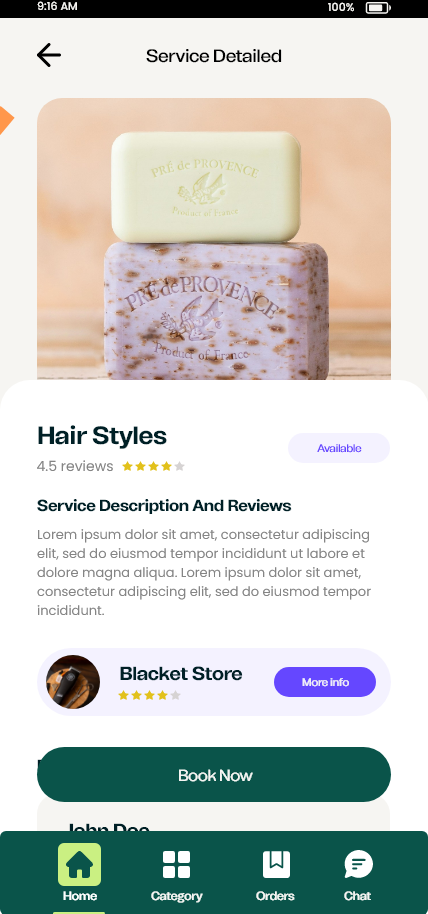 9:16 AM
100%
Service Detailed
PRÉ de PROVENCE
Product of France
PRÉ de PROVENCE
Product of France
Hair Styles
Available
4.5 reviews
Service Description And Reviews
Lorem ipsum dolor sit amet, consectetur adipiscing
elit, sed do eiusmod tempor incididunt ut labore et
dolore magna aliqua. Lorem ipsum dolor sit amet,
consectetur adipiscing elit, sed do eiusmod tempor
incididunt.
Blacket Store
More info
Book Now
John Doe
Home
Category
Orders
Chat